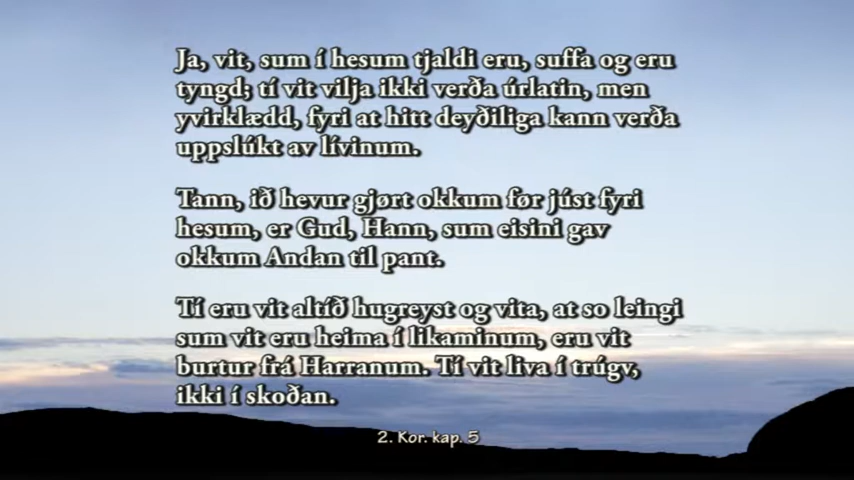 Ja, vit, sum í hesum tjaldi eru, suffa og eru
tyngd; tí vit vilja ikki verða úrlatin, men
yvirklædd, fyri at hitt deyðiliga kann verða
uppslúkt av lívinum.
Tann, ið hevur gjørt okkum før júst fyri
hesum, er Gud, Hann, sum eisini gav
okkum Andan til pant.
Tí eru vit altíð hugreyst og vita, at so leingi
sum vit eru heima í likaminum, eru vit
burtur frá Harranum. Tí vit liva í trúgv,
ikki í skoðan.
2. Kor. kap. 5